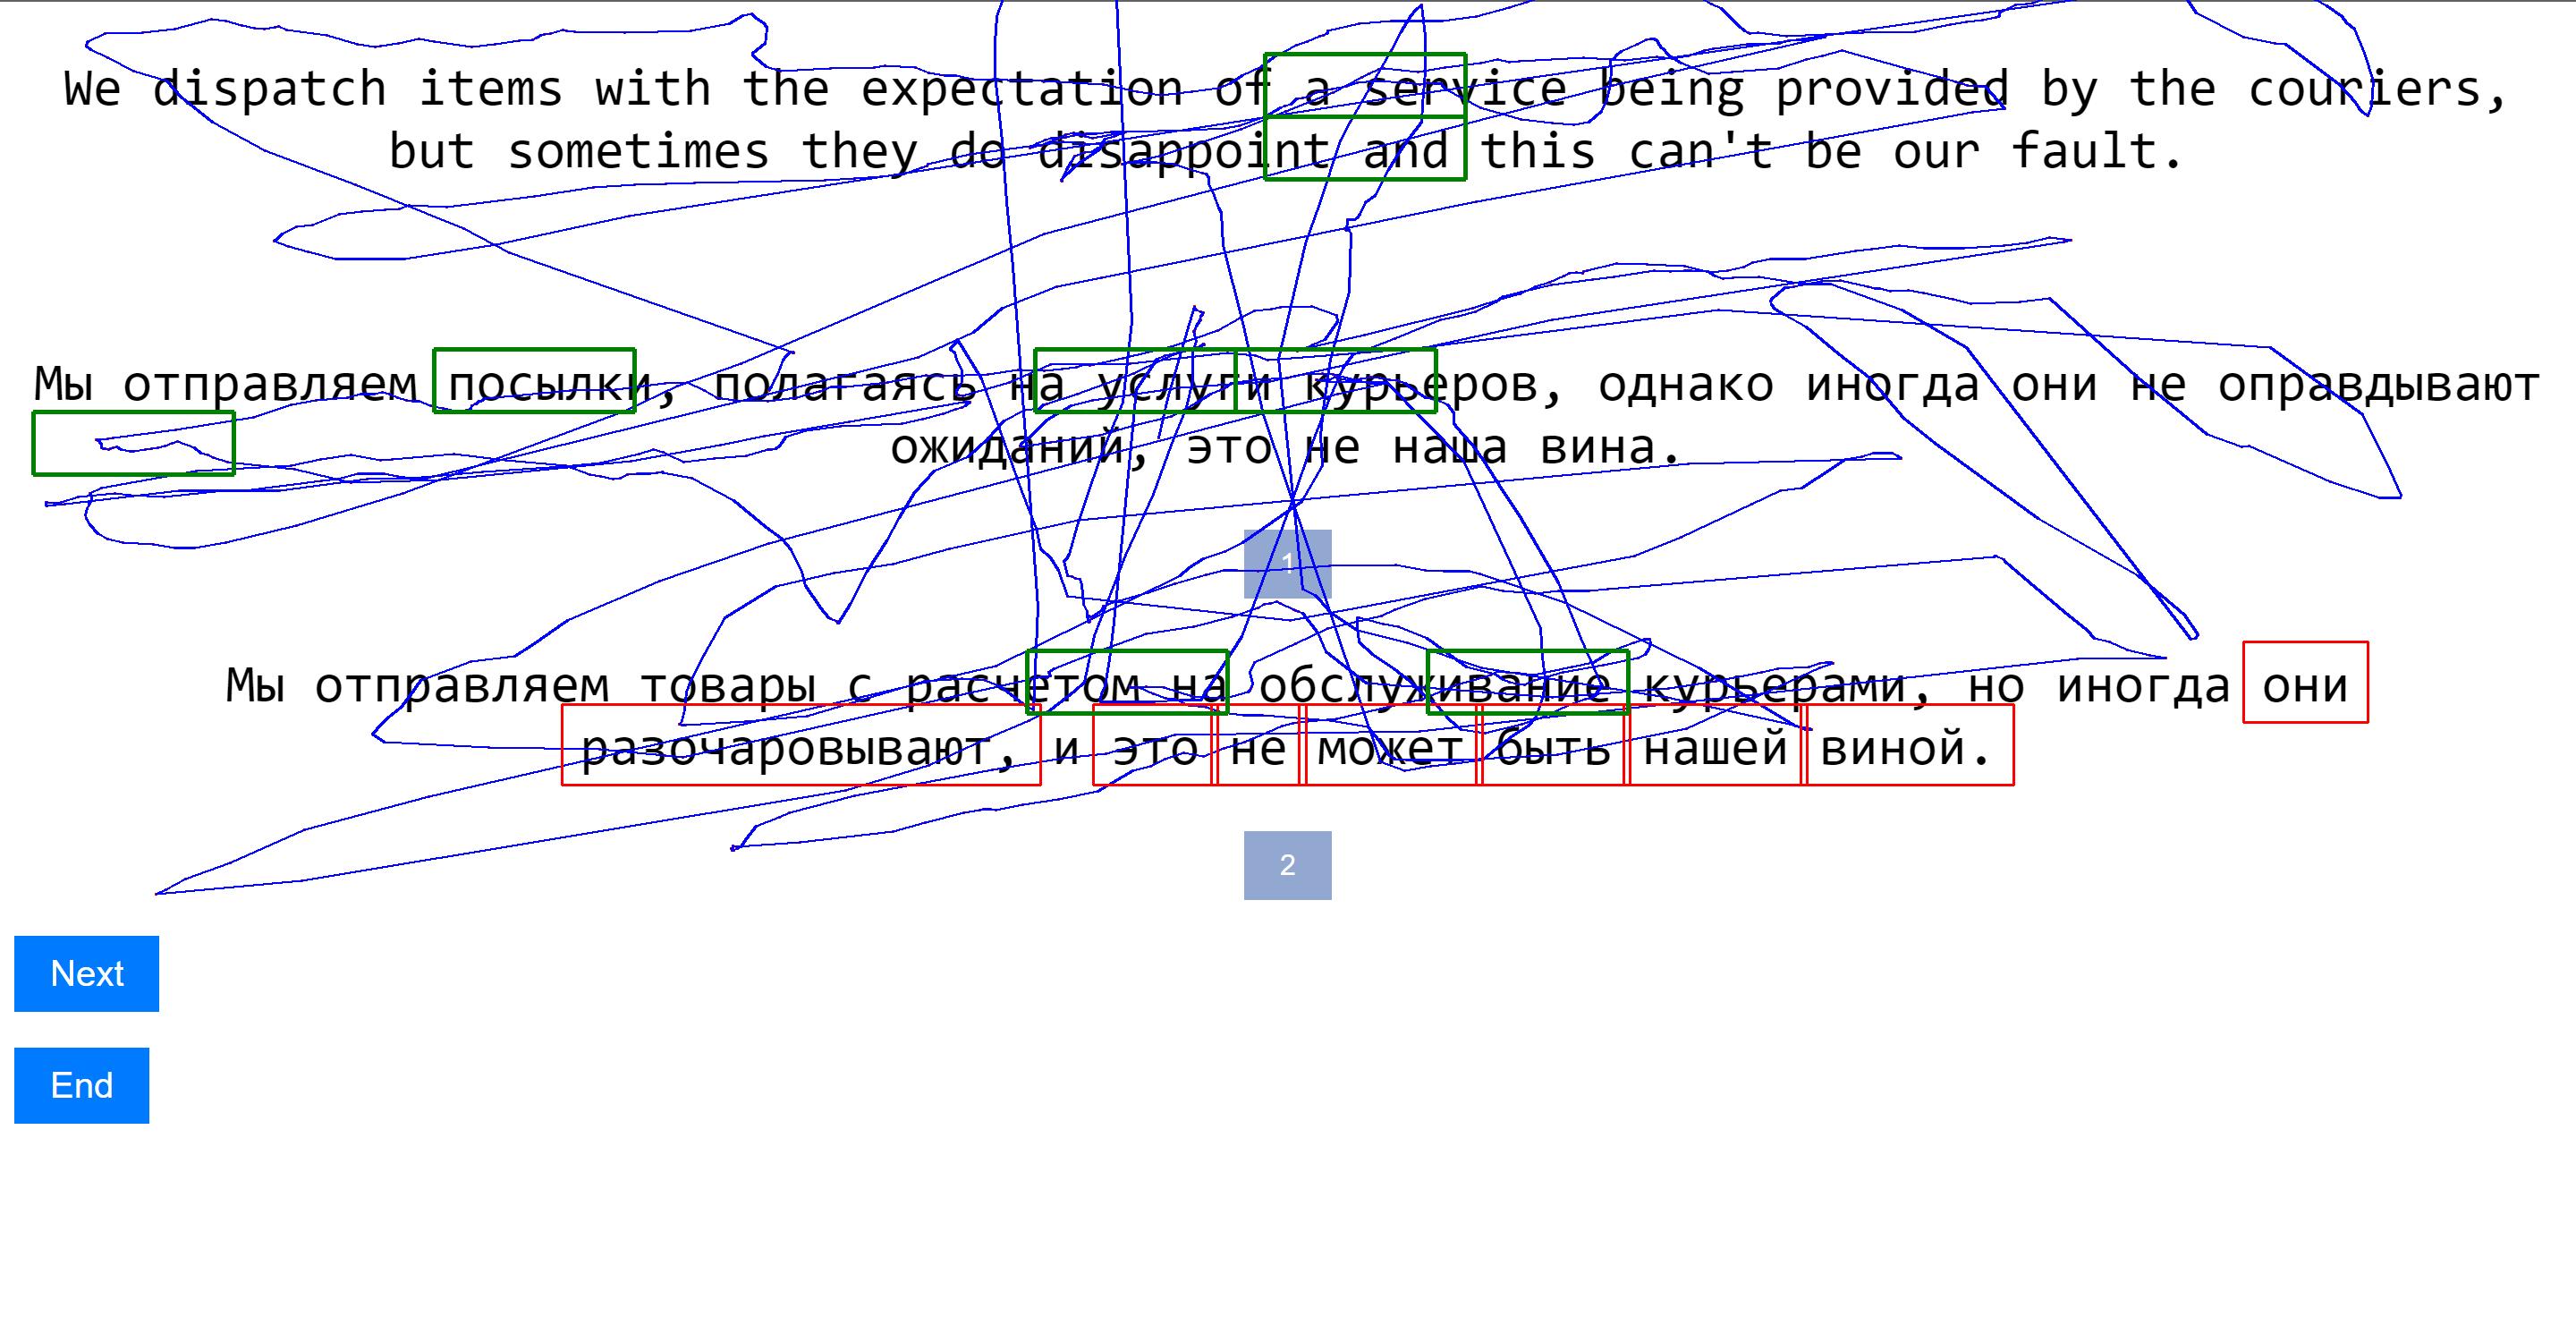 We dispatch items with the expectation of a service being provided by the couriers,
but sometimes they do disappoint and this can't be our fault.
Мы отправляем посылки, полагаясь на услуги курьеров, однако иногда они не оправдывают
ожиданий, это не наша вина.
1
Мы отправляем товары с расчетом на обслуживание курьерами, но иногда они
разочаровывают, и это не может быть нашей виной.
2
Next
End